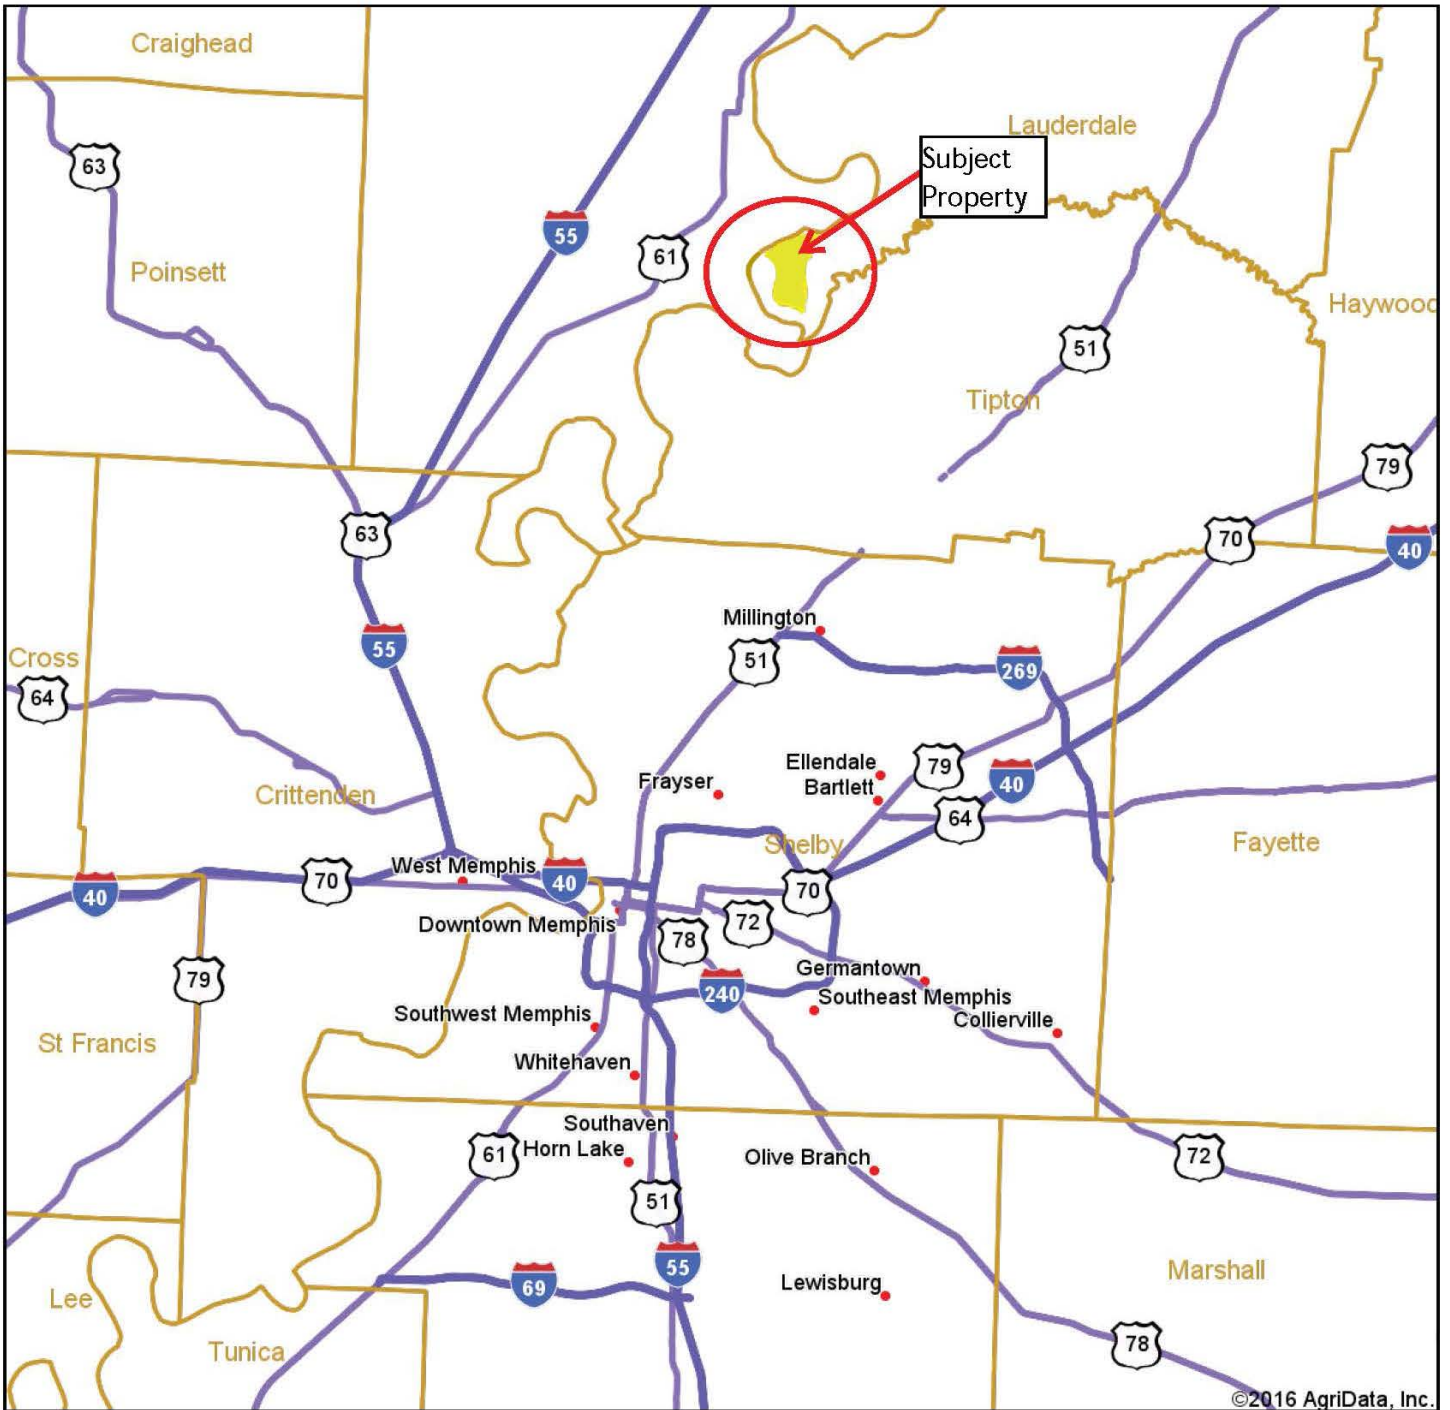 Craighead
Lauderdale
Subject
Property
63
55
61
Poinsett
Haywood
51
Tipton
79
63
70
40
Millington
55
51
269
Cross
64
Ellendale
79
Frayser
Bartlett
40
Crittenden
64
Shelby
Fayette
West Memphis
70
40
40
70
Downtown Memphis
72
78
79
Germantown
240
Southeast Memphis
Southwest Memphis
Collierville
St Francis
Whitehaven
Southaven
61
Horn Lake
Olive Branch
72
51
55
69
Lewisburg
Marshall
Lee
Tunica
78
©2016 AgriData, Inc.